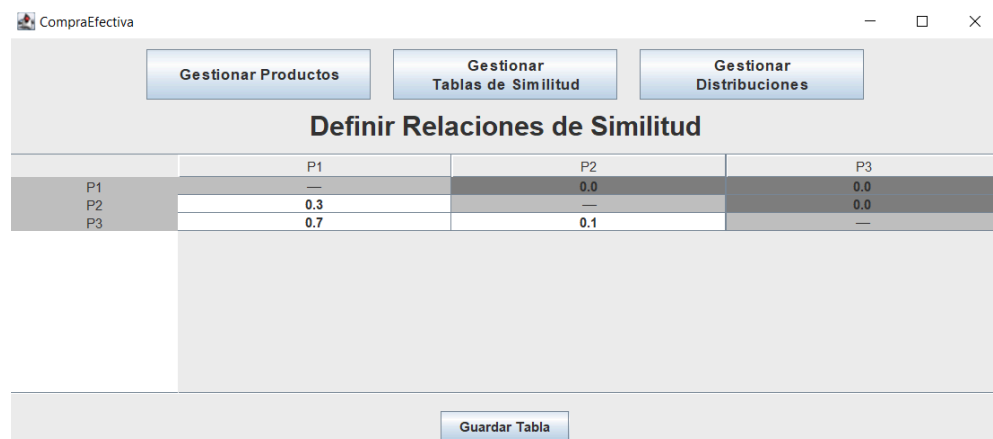 CompraEfectiva
Gestionar Productos
Gestionar
Tablas de Similitud
Gestionar
Distribuciones
Definir Relaciones de Similitud
P1 P2 P3
P1 — 0.0 0.0
P2 0.3 — 0.0
P3 0.7 0.1 —
Guardar Tabla